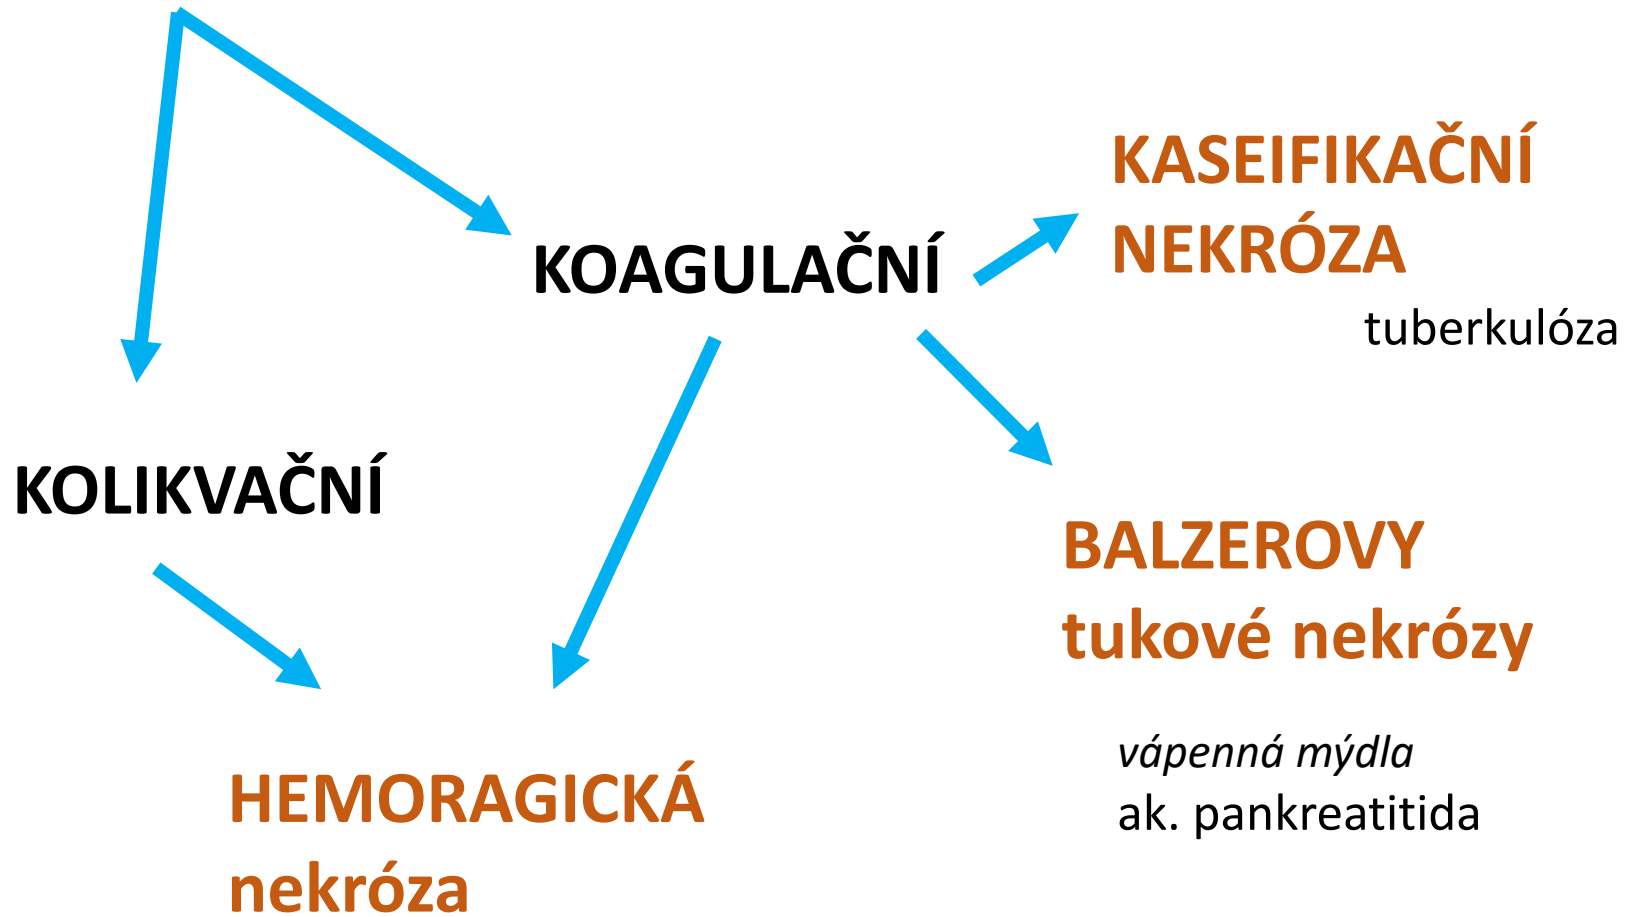 KASEIFIKAČNÍ
NEKRÓZA
tuberkulóza
KOAGULAČNÍ
KOLIKVAČNÍ
BALZEROVY
tukové nekrózy
vápenná mýdla
ak. pankreatitida
HEMORAGICKÁ
nekróza